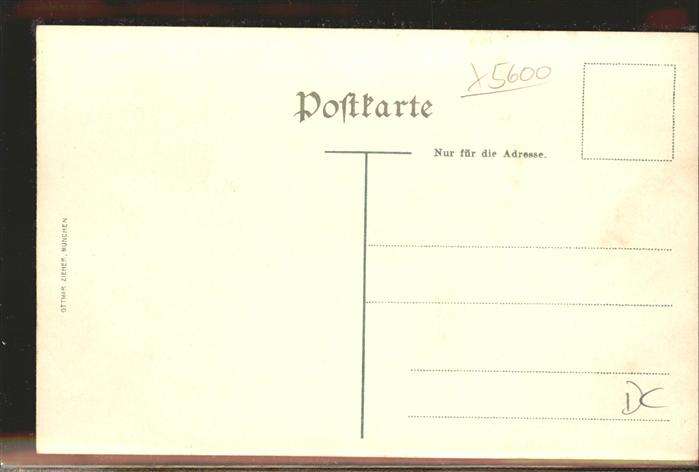 x5600
Postkarte
Nur für die Adresse.
OTTMAR ZIEHER, MÜNCHEN
DC